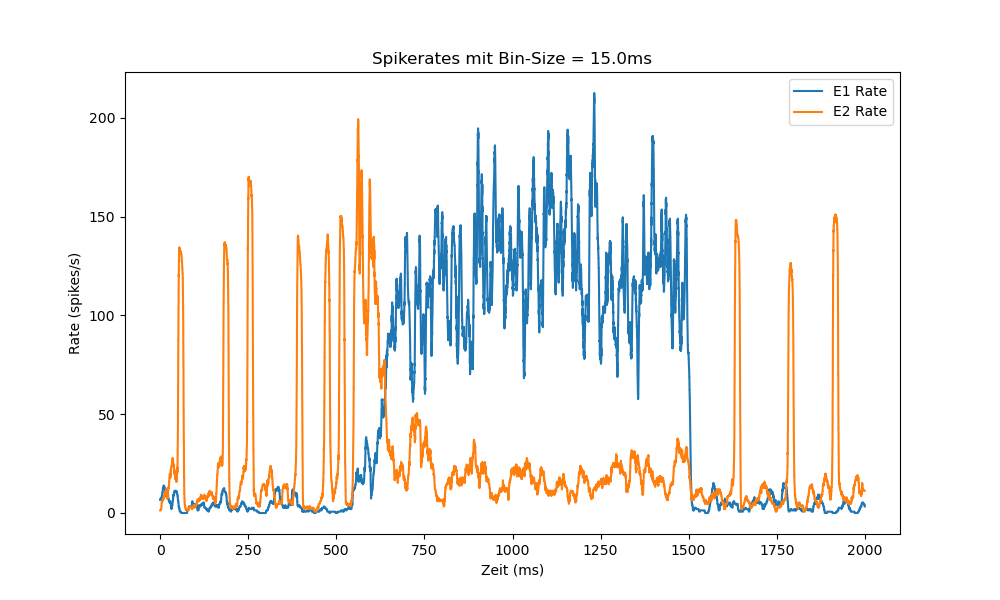 Spikerates mit Bin-Size = 15.0ms
E1 Rate
E2 Rate
Rate (spikes/s)
200
150
100
50
0
0 250 500 750 1000 1250 1500 1750 2000
Zeit (ms)